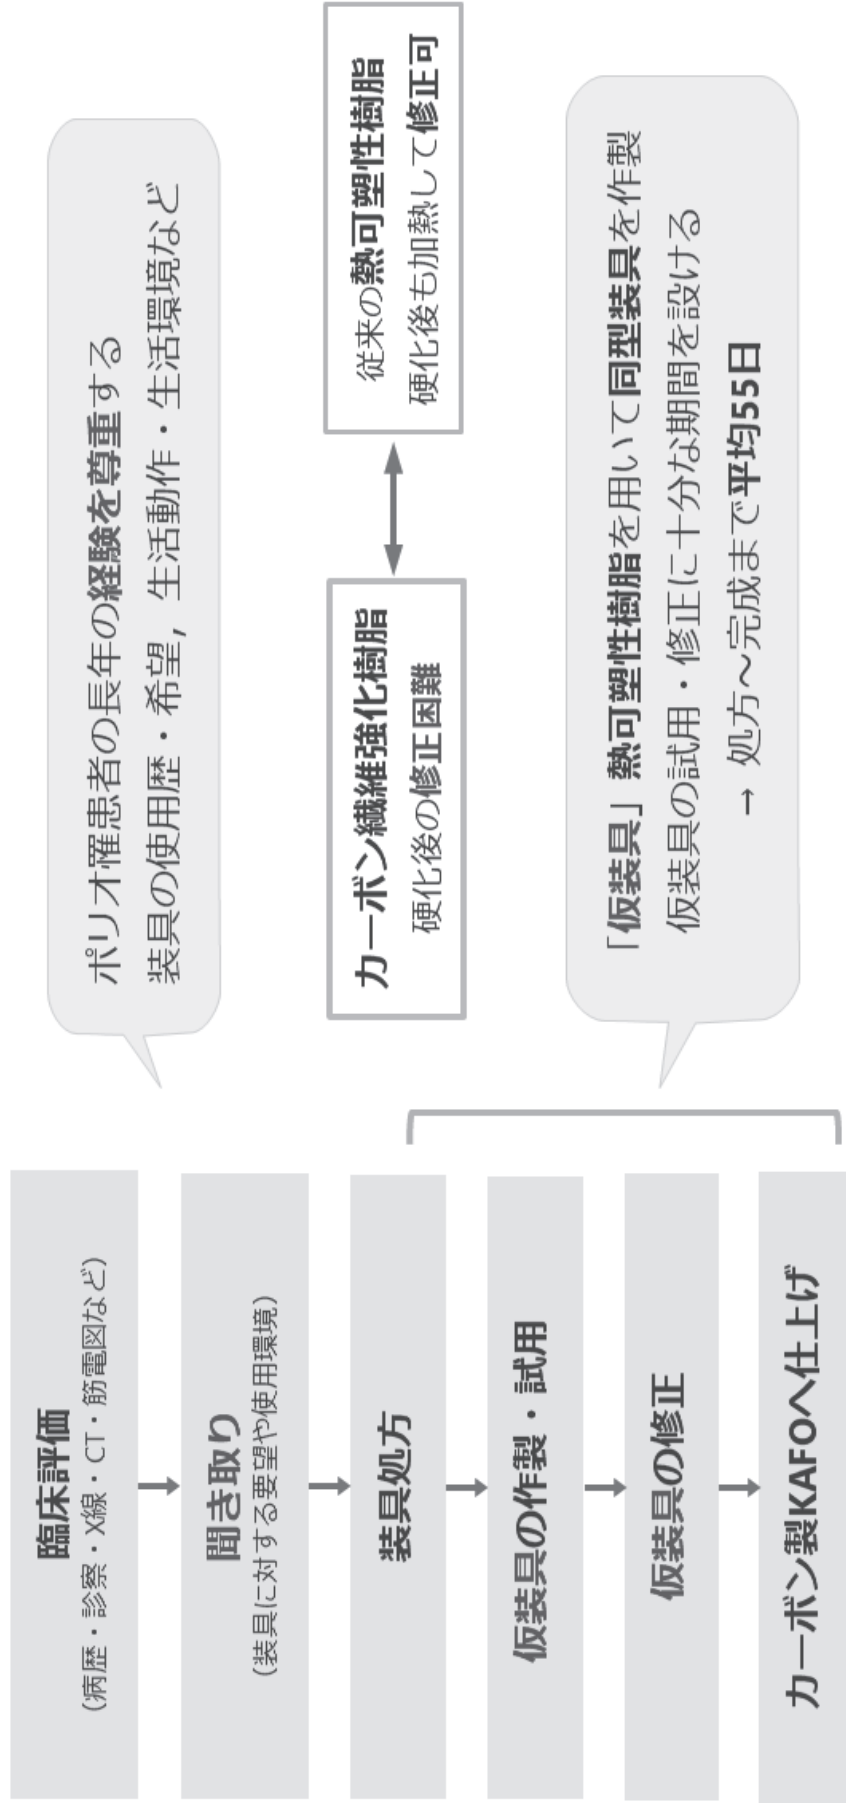 臨床評価
(病歴・診察・X線・CT・筋電図など)
聞き取り
(装具に対する要望や使用環境)
装具処方
仮装具の作製・試用
仮装具の修正
カーボン製KAFOへ仕上げ
ポリオ罹患者の長年の経験を尊重する
装具の使用歴・希望, 生活動作・生活環境など
カーボン繊維強化樹脂
硬化後の修正困難
従来の熱可塑性樹脂
硬化後も加熱して修正可
「仮装具」熱可塑性樹脂を用いて同型装具を作製
仮装具の試用・修正に十分な期間を設ける
→ 処方～完成まで平均55日